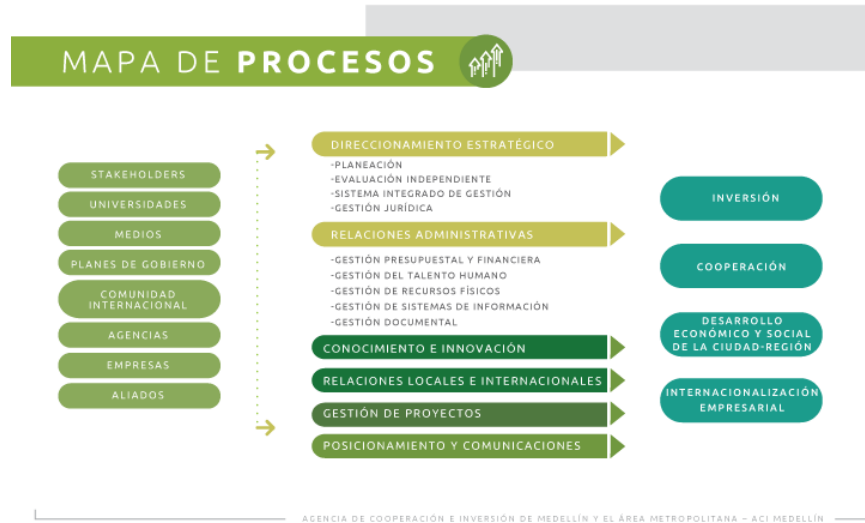 MAPA DE PROCESOS
STAKEHOLDERS
UNIVERSIDADES
MEDIOS
PLANES DE GOBIERNO
COMUNIDAD
INTERNACIONAL
AGENCIAS
EMPRESAS
ALIADOS
DIRECCIONAMIENTO ESTRATÉGICO
-PLANEACIÓN
-EVALUACIÓN INDEPENDIENTE
-SISTEMA INTEGRADO DE GESTIÓN
-GESTIÓN JURÍDICA
RELACIONES ADMINISTRATIVAS
-GESTIÓN PRESUPUESTAL Y FINANCIERA
-GESTIÓN DEL TALENTO HUMANO
-GESTIÓN DE RECURSOS FÍSICOS
-GESTIÓN DE SISTEMAS DE INFORMACIÓN
-GESTIÓN DOCUMENTAL
CONOCIMIENTO E INNOVACIÓN
RELACIONES LOCALES E INTERNACIONALES
GESTIÓN DE PROYECTOS
POSICIONAMIENTO Y COMUNICACIONES
INVERSIÓN
COOPERACIÓN
DESARROLLO
ECONÓMICO Y SOCIAL
DE LA CIUDAD-REGIÓN
INTERNACIONALIZACIÓN
EMPRESARIAL
AGENCIA DE COOPERACIÓN E INVERSIÓN DE MEDELLÍN Y EL ÁREA METROPOLITANA – ACI MEDELLÍN